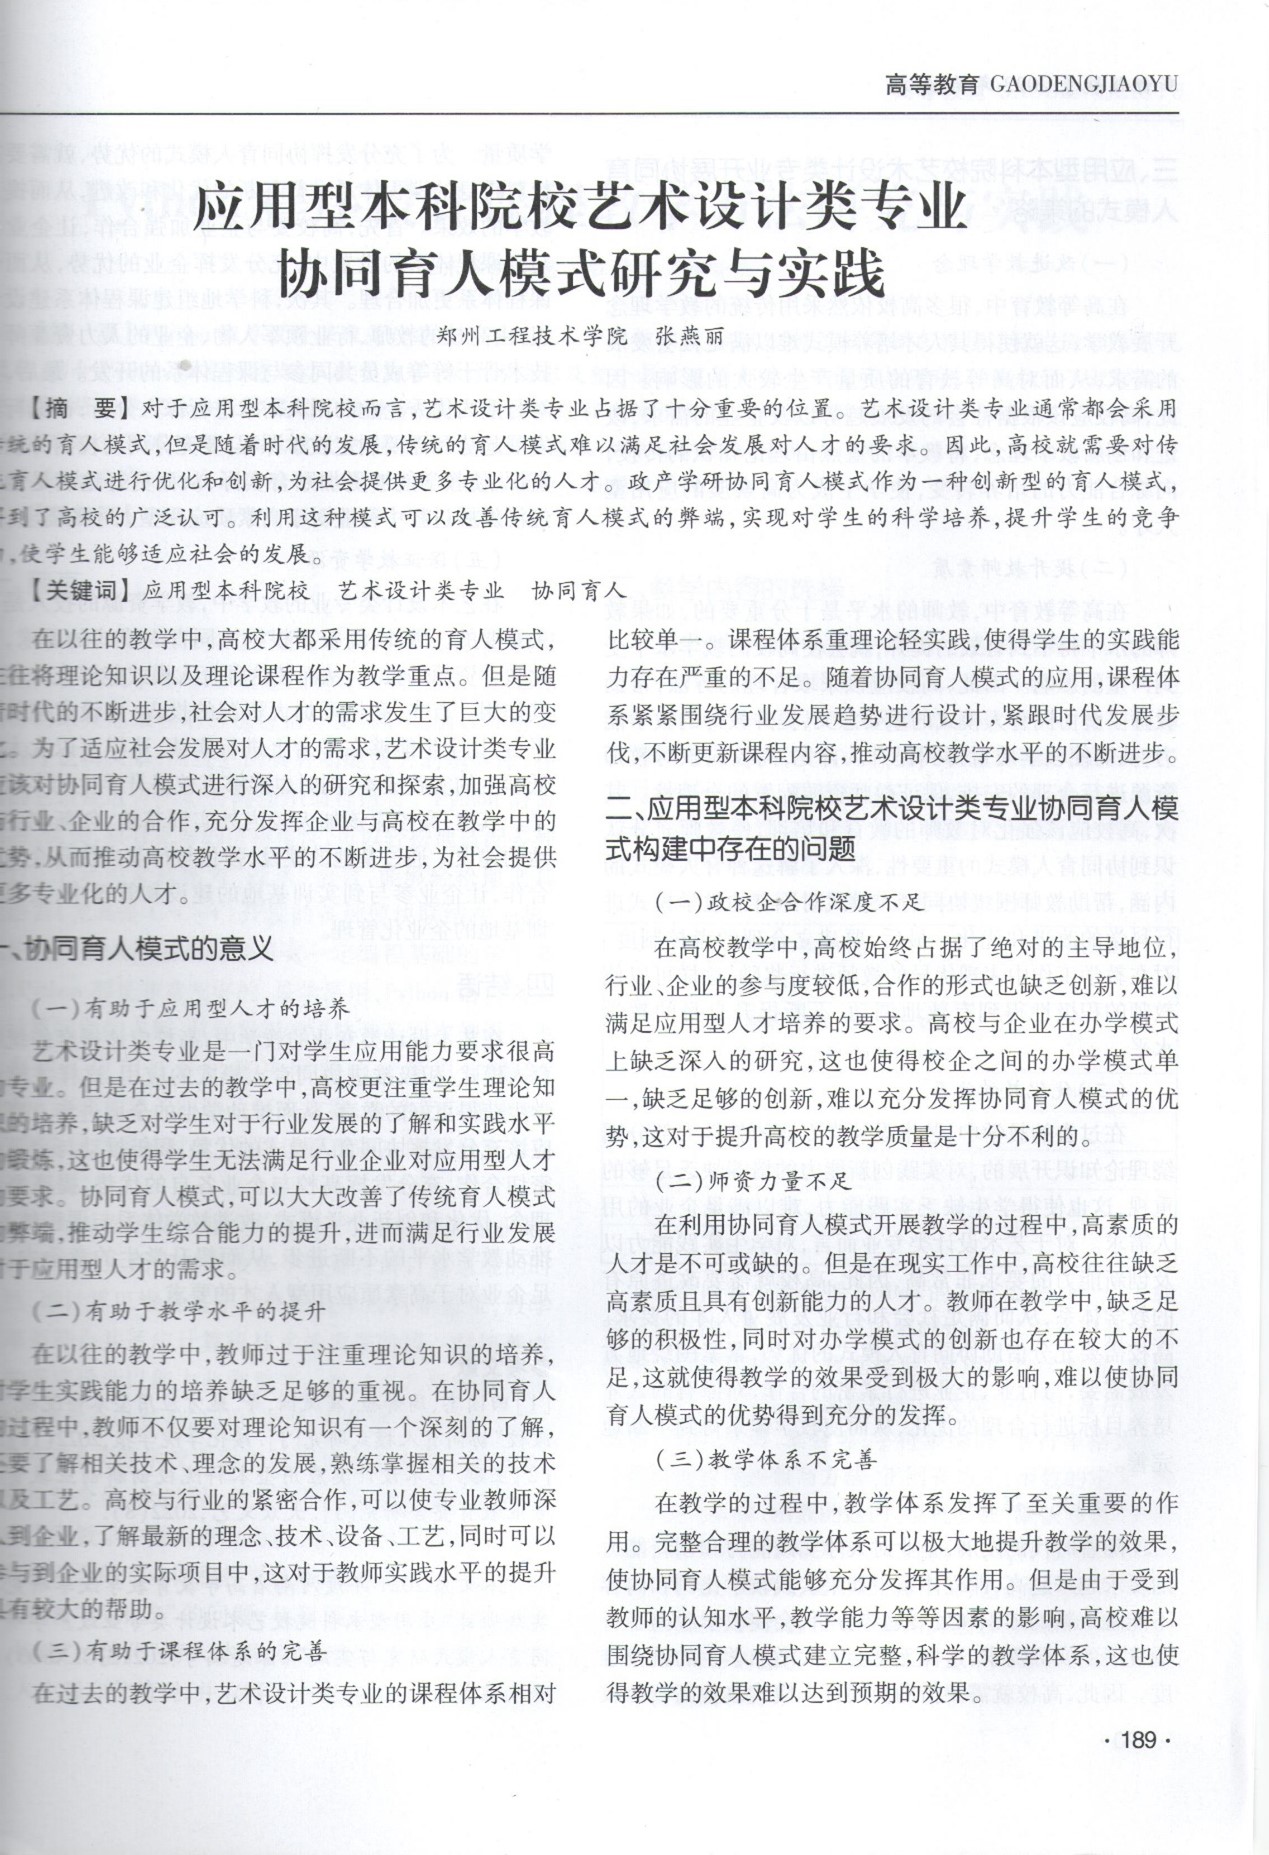 高等教育 GAODENGJIAOYU
应用型本科院校艺术设计类专业
协同育人模式研究与实践
郑州工程技术学院 张燕丽
【摘 要】对于应用型本科院校而言,艺术设计类专业占据了十分重要的位置。艺术设计类专业通常都会采用
统的育人模式,但是随着时代的发展,传统的育人模式难以满足社会发展对人才的要求。因此,高校就需要对传
育人模式进行优化和创新,为社会提供更多专业化的人才。政产学研协同育人模式作为一种创新型的育人模式,
得到了高校的广泛认可。利用这种模式可以改善传统育人模式的弊端,实现对学生的科学培养,提升学生的竞争
,使学生能够适应社会的发展。
【关键词】应用型本科院校 艺术设计类专业 协同育人
在以往的教学中,高校大都采用传统的育人模式,
往将理论知识以及理论课程作为教学重点。但是随
时代的不断进步,社会对人才的需求发生了巨大的变
。为了适应社会发展对人才的需求,艺术设计类专业
应该对协同育人模式进行深入的研究和探索,加强高校
与行业、企业的合作,充分发挥企业与高校在教学中的
势,从而推动高校教学水平的不断进步,为社会提供
更多专业化的人才。
一、协同育人模式的意义
(一)有助于应用型人才的培养
艺术设计类专业是一门对学生应用能力要求很高
专业。但是在过去的教学中,高校更注重学生理论知
的培养,缺乏对学生对于行业发展的了解和实践水平
锻炼,这也使得学生无法满足行业企业对应用型人才
要求。协同育人模式,可以大大改善了传统育人模式
弊端,推动学生综合能力的提升,进而满足行业发展
对于应用型人才的需求。
(二)有助于教学水平的提升
在以往的教学中,教师过于注重理论知识的培养,
对学生实践能力的培养缺乏足够的重视。在协同育人
过程中,教师不仅要对理论知识有一个深刻的了解,
要了解相关技术、理念的发展,熟练掌握相关的技术
以及工艺。高校与行业的紧密合作,可以使专业教师深
入到企业,了解最新的理念、技术、设备、工艺,同时可以
参与到企业的实际项目中,这对于教师实践水平的提升
具有较大的帮助。
(三)有助于课程体系的完善
在过去的教学中,艺术设计类专业的课程体系相对
比较单一。课程体系重理论轻实践,使得学生的实践能
力存在严重的不足。随着协同育人模式的应用,课程体
系紧紧围绕行业发展趋势进行设计,紧跟时代发展步
伐,不断更新课程内容,推动高校教学水平的不断进步。
二、应用型本科院校艺术设计类专业协同育人模
式构建中存在的问题
(一)政校企合作深度不足
在高校教学中,高校始终占据了绝对的主导地位,
行业、企业的参与度较低,合作的形式也缺乏创新,难以
满足应用型人才培养的要求。高校与企业在办学模式
上缺乏深入的研究,这也使得校企之间的办学模式单
一,缺乏足够的创新,难以充分发挥协同育人模式的优
势,这对于提升高校的教学质量是十分不利的。
(二)师资力量不足
在利用协同育人模式开展教学的过程中,高素质的
人才是不可或缺的。但是在现实工作中,高校往往缺乏
高素质且具有创新能力的人才。教师在教学中,缺乏足
够的积极性,同时对办学模式的创新也存在较大的不
足,这就使得教学的效果受到极大的影响,难以使协同
育人模式的优势得到充分的发挥。
(三)教学体系不完善
在教学的过程中,教学体系发挥了至关重要的作
用。完整合理的教学体系可以极大地提升教学的效果,
使协同育人模式能够充分发挥其作用。但是由于受到
教师的认知水平、教学能力等等因素的影响,高校难以
围绕协同育人模式建立完整,科学的教学体系,这也使
得教学的效果难以达到预期的效果。
·189·